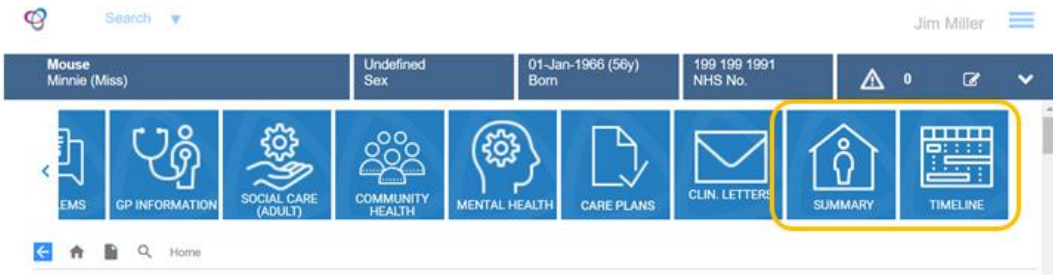 Search
Jim Miller
Mouse
Minnie (Miss)
Undefined
Sex
01-Jan-1966 (56y)
Born
199 199 1991
NHS No.
0
EMS
GP INFORMATION
SOCIAL CARE
(ADULT)
COMMUNITY
HEALTH
MENTAL HEALTH
CARE PLANS
CLIN. LETTERS
SUMMARY
TIMELINE
Home